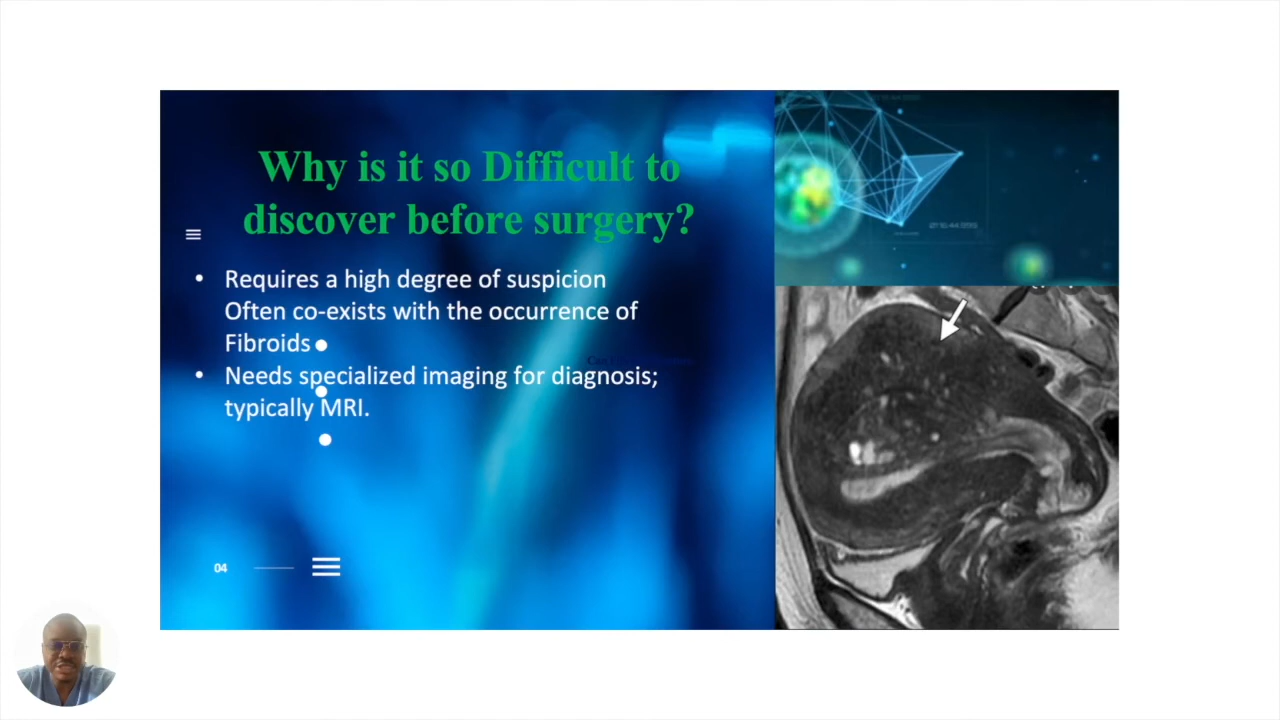 Why is it so Difficult to
discover before surgery?
• Requires a high degree of suspicion
Often co-exists with the occurrence of
Fibroids
• Needs specialized imaging for diagnosis;
typically MRI.
04